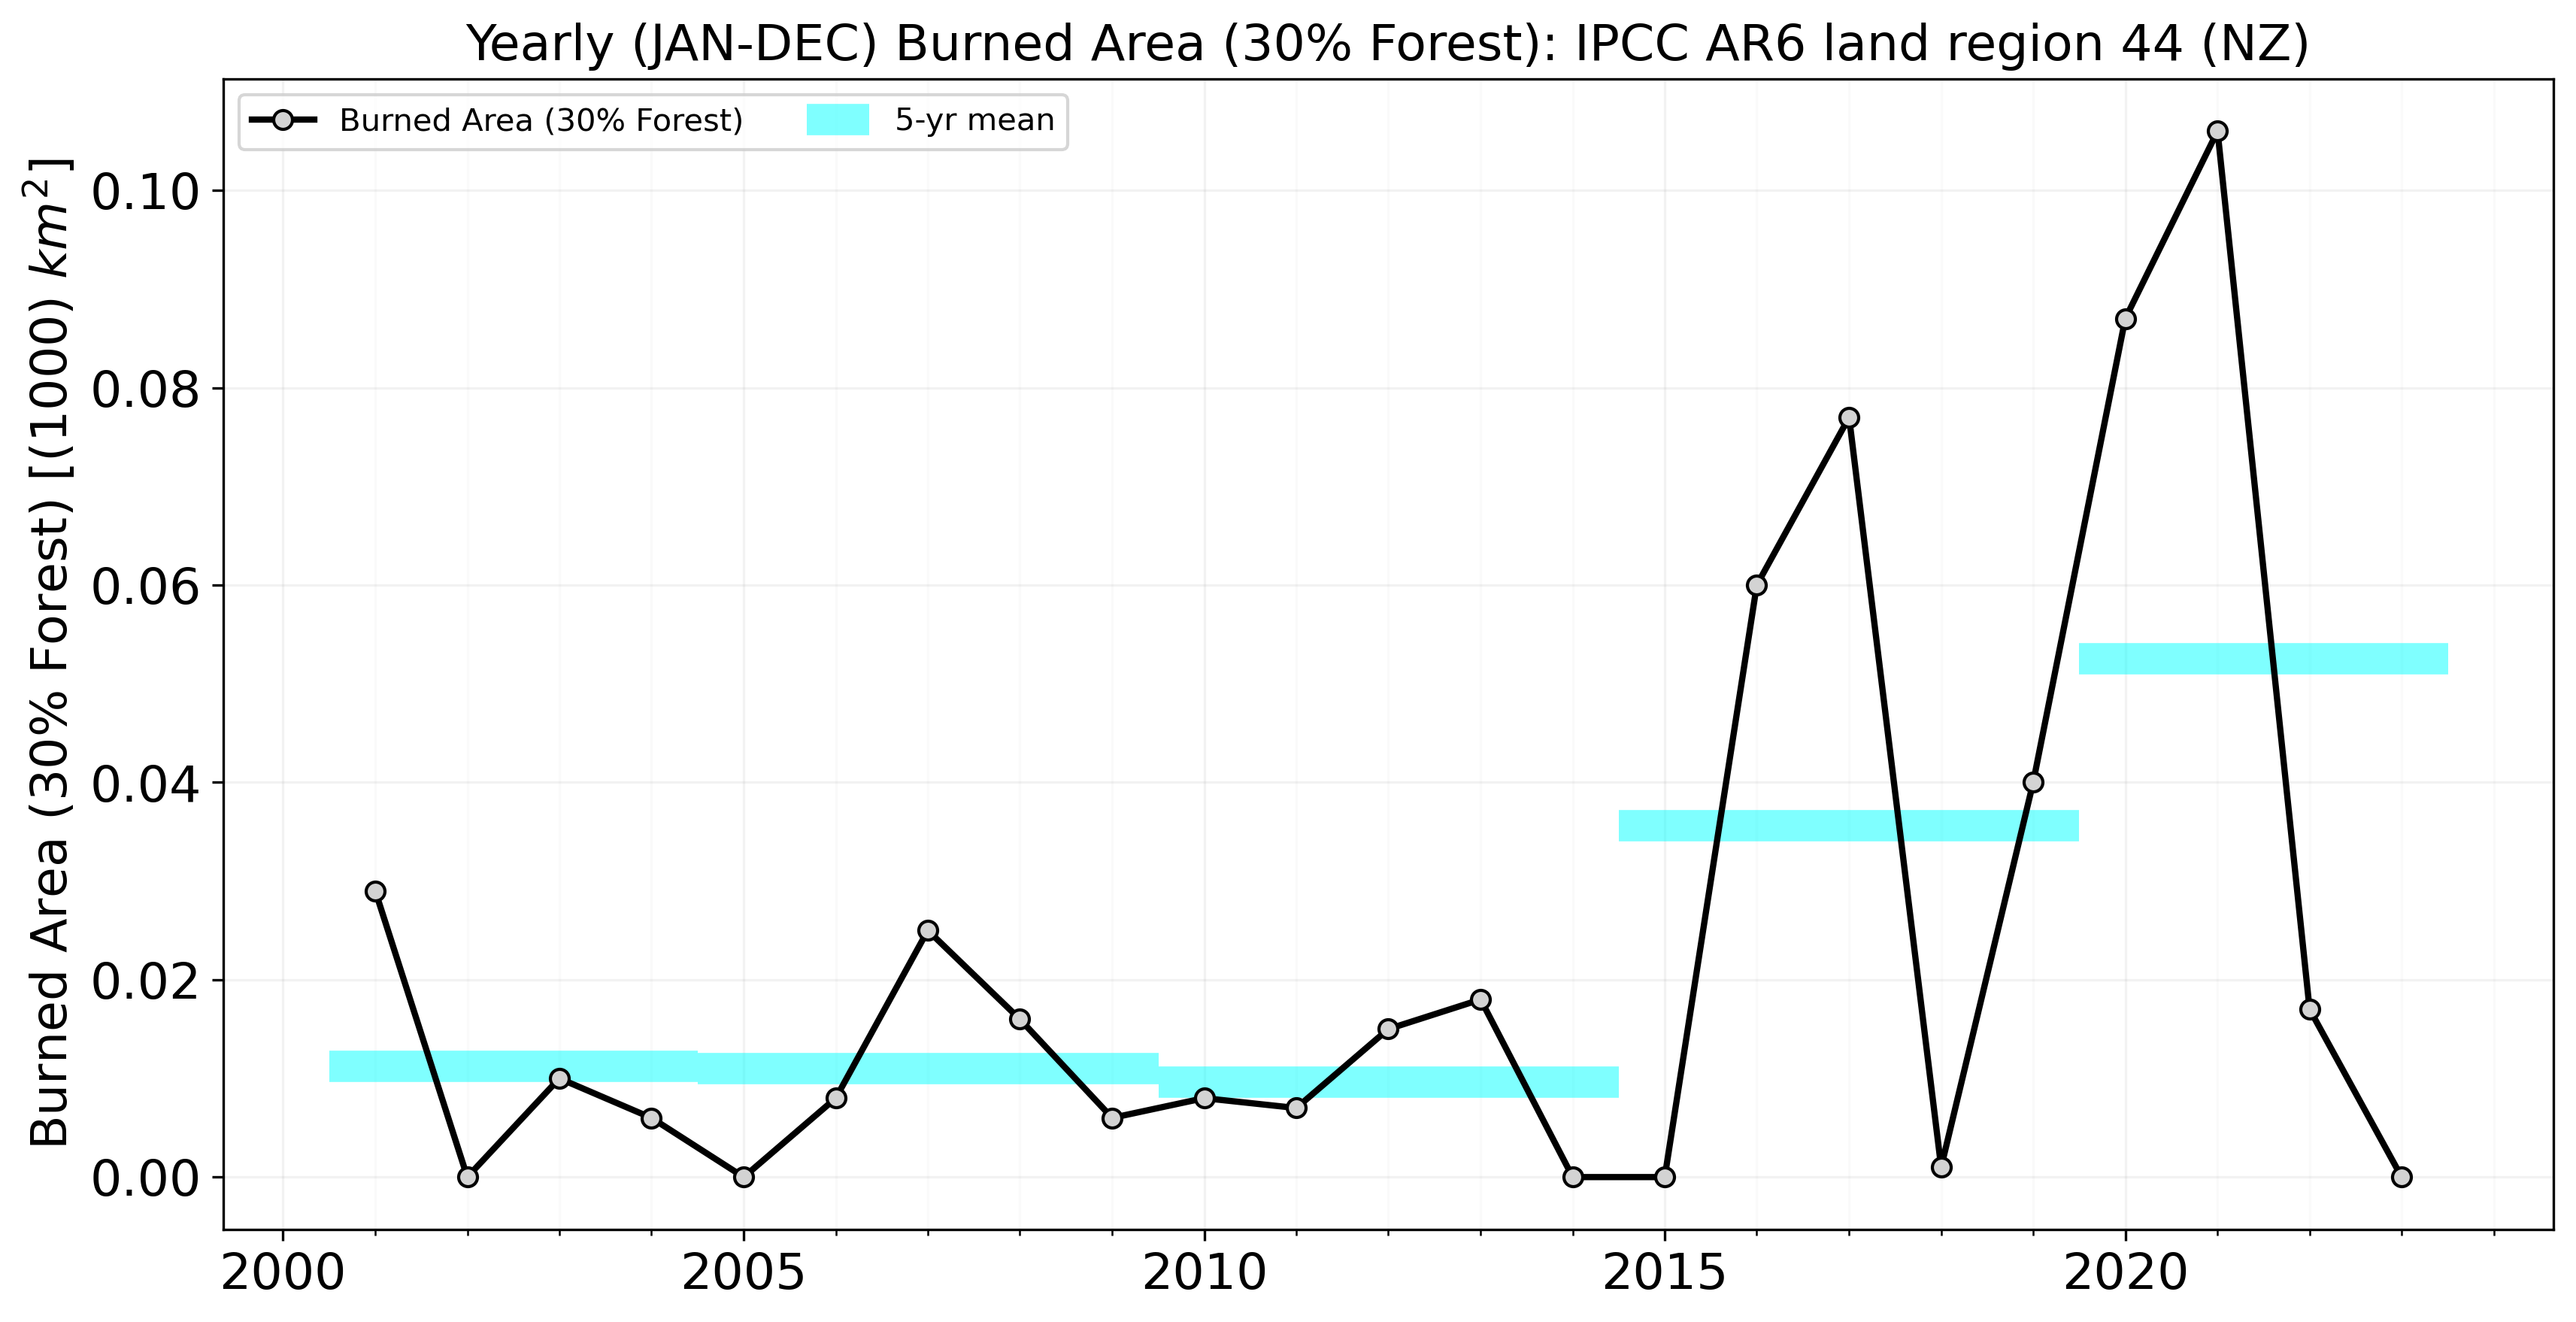 Yearly (JAN-DEC) Burned Area (30% Forest): IPCC AR6 land region 44 (NZ)
Burned Area (30% Forest)
5-yr mean
Burned Area (30% Forest) [(1000) km²]
0.10
0.08
0.06
0.04
0.02
0.00
2000 2005 2010 2015 2020